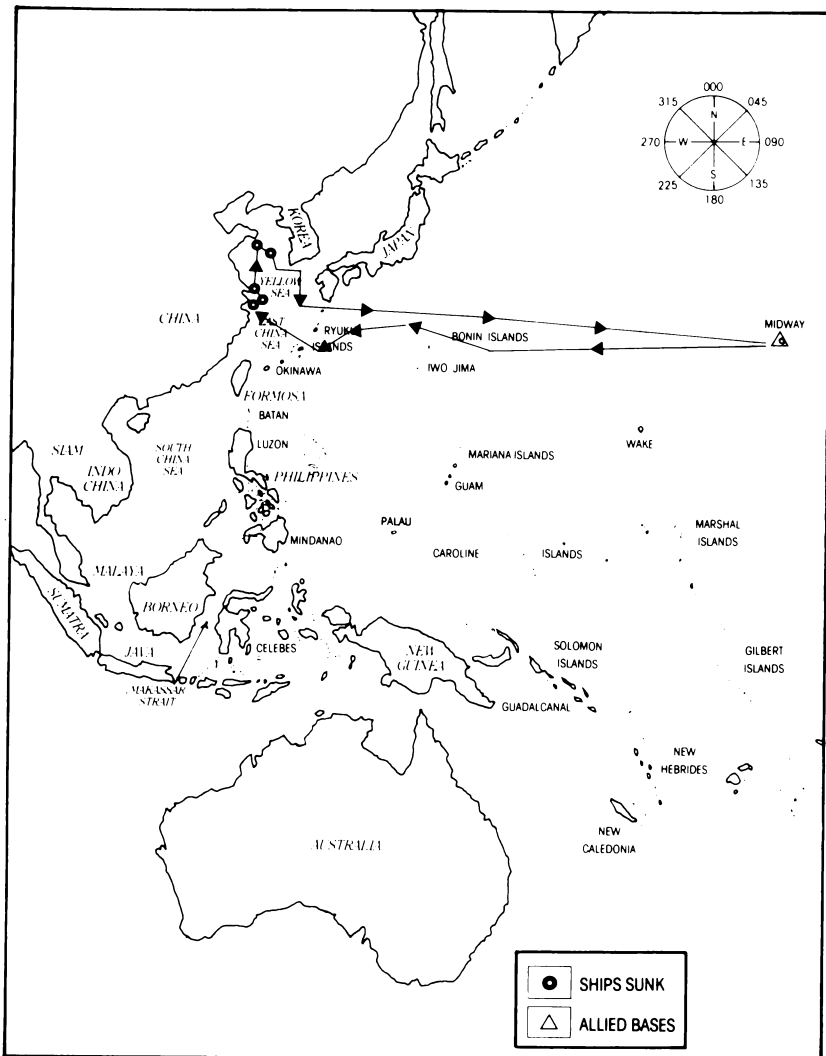 000
315
045
N
270
W
E
090
S
225
135
180
KOREA
JAPAN
YELLOW
SEA
CHINA
EAST
CHINA
SEA
RYUKU
ISLANDS
BONIN ISLANDS
MIDWAY
OKINAWA
IWO JIMA
FORMOSA
BATAN
LUZON
WAKE
SIAM
INDO
CHINA
SOUTH
CHINA
SEA
MARIANA ISLANDS
GUAM
PHILIPPINES
PALAU
MARSHAL
ISLANDS
MINDANAO
CAROLINE
ISLANDS
MALAYA
SUMATRA
BORNEO
JAVA
CELEBES
NEW
GUINEA
SOLOMON
ISLANDS
GILBERT
ISLANDS
MAKASSAR
STRAIT
GUADALCANAL
NEW
HEBRIDES
NEW
CALEDONIA
AUSTRALIA
SHIPS SUNK
ALLIED BASES